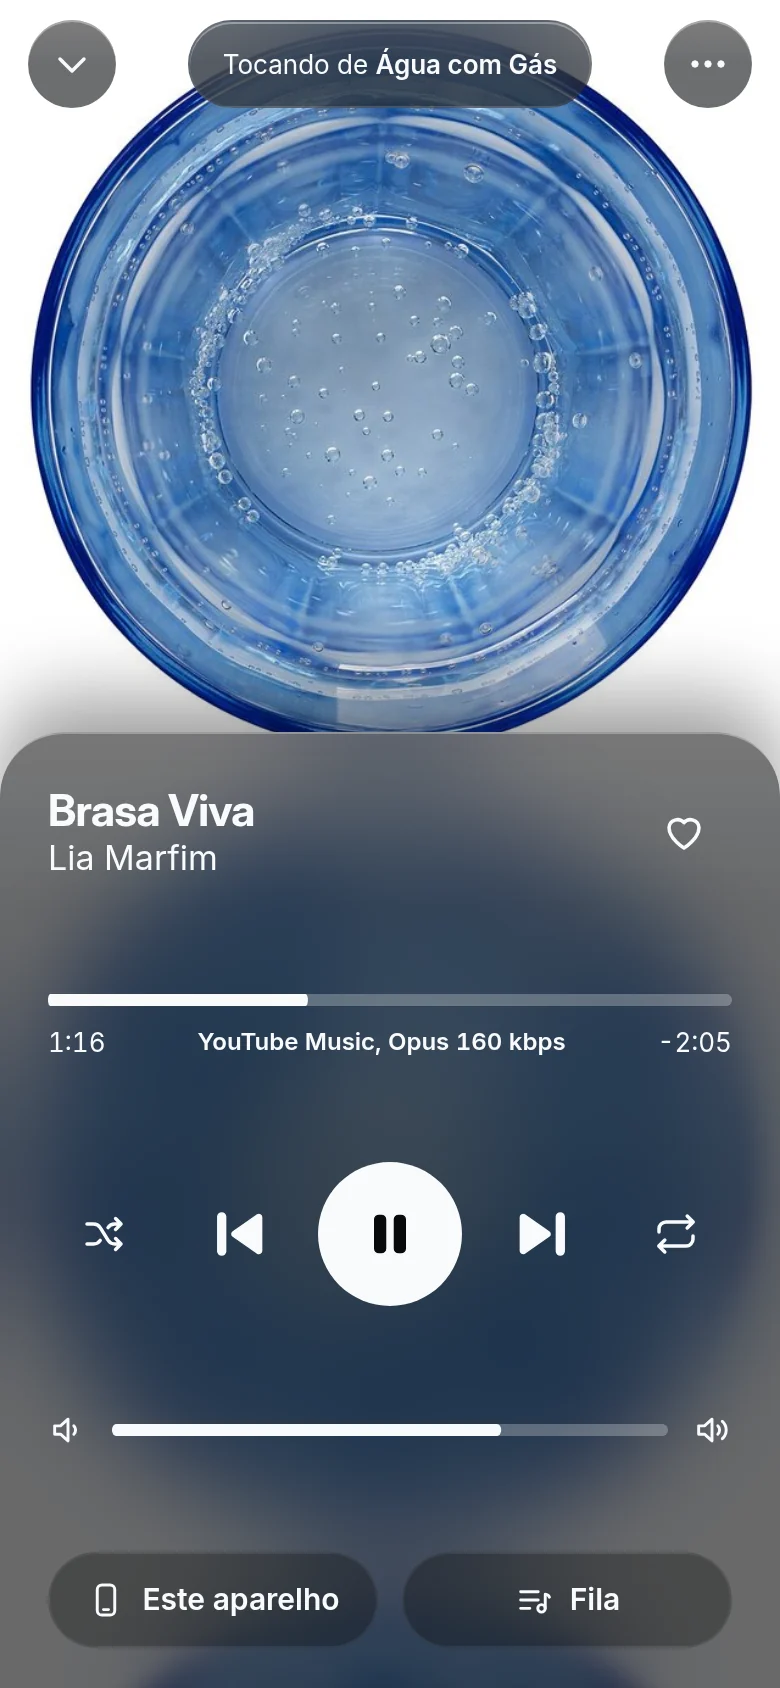 Tocando de Água com Gás
Brasa Viva
Lia Marfim
1:16
YouTube Music, Opus 160 kbps
-2:05
Este aparelho
Fila